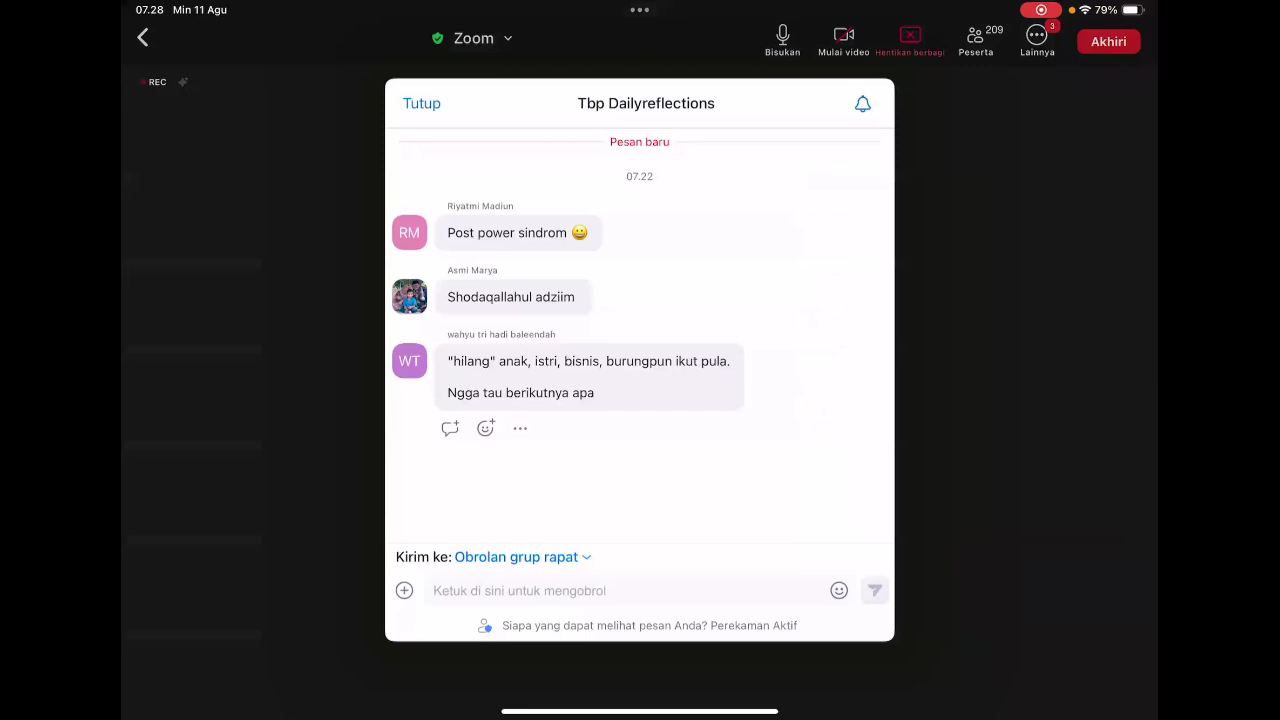 07.28 Min 11 Agu
79%
Zoom
Bisukan
Mulai video
Hentikan berbagi
209
Peserta
3
Lainnya
Akhiri
REC
Tutup
Tbp Dailyreflections
Pesan baru
07.22
Riyatmi Madiun
RM
Post power sindrom 😀
Asmi Marya
Shodaqallahul adziim
wahyu tri hadi baleendah
WT
"hilang" anak, istri, bisnis, burungpun ikut pula.
Ngga tau berikutnya apa
Kirim ke: Obrolan grup rapat
Ketuk di sini untuk mengobrol
Siapa yang dapat melihat pesan Anda? Perekaman Aktif